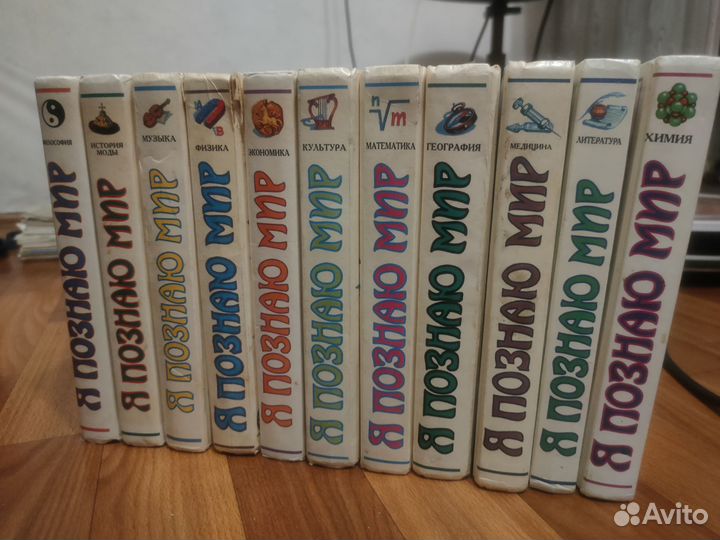 ФИЛОСОФИЯ
Я ПОЗНАЮ МИР
ИСТОРИЯ
МОДЫ
Я ПОЗНАЮ МИР
МУЗЫКА
Я ПОЗНАЮ МИР
ФИЗИКА
Я ПОЗНАЮ МИР
ЭКОНОМИКА
Я ПОЗНАЮ МИР
КУЛЬТУРА
Я ПОЗНАЮ МИР
n√m
МАТЕМАТИКА
Я ПОЗНАЮ МИР
ГЕОГРАФИЯ
Я ПОЗНАЮ МИР
МЕДИЦИНА
Я ПОЗНАЮ МИР
ЛИТЕРАТУРА
Я ПОЗНАЮ МИР
ХИМИЯ
Я ПОЗНАЮ МИР
Avito